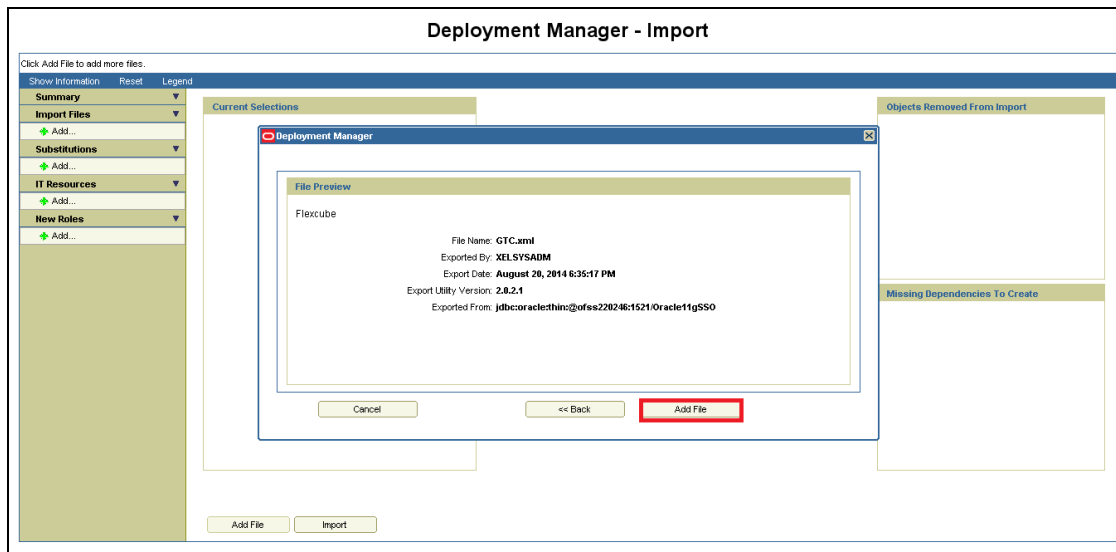 Deployment Manager - Import
Click Add File to add more files.
Show Information Reset Legend
Summary
Import Files
Add...
Substitutions
Add...
IT Resources
Add...
New Roles
Add...
Current Selections
Objects Removed From Import
Deployment Manager
File Preview
Flexcube
File Name: GTC.xml
Exported By: XELSYSADM
Export Date: August 20, 2014 6:35:17 PM
Export Utility Version: 2.0.2.1
Exported From: jdbc:oracle:thin:@ofss220246:1521/Oracle11gSSO
Missing Dependencies To Create
Cancel << Back Add File
Add File Import